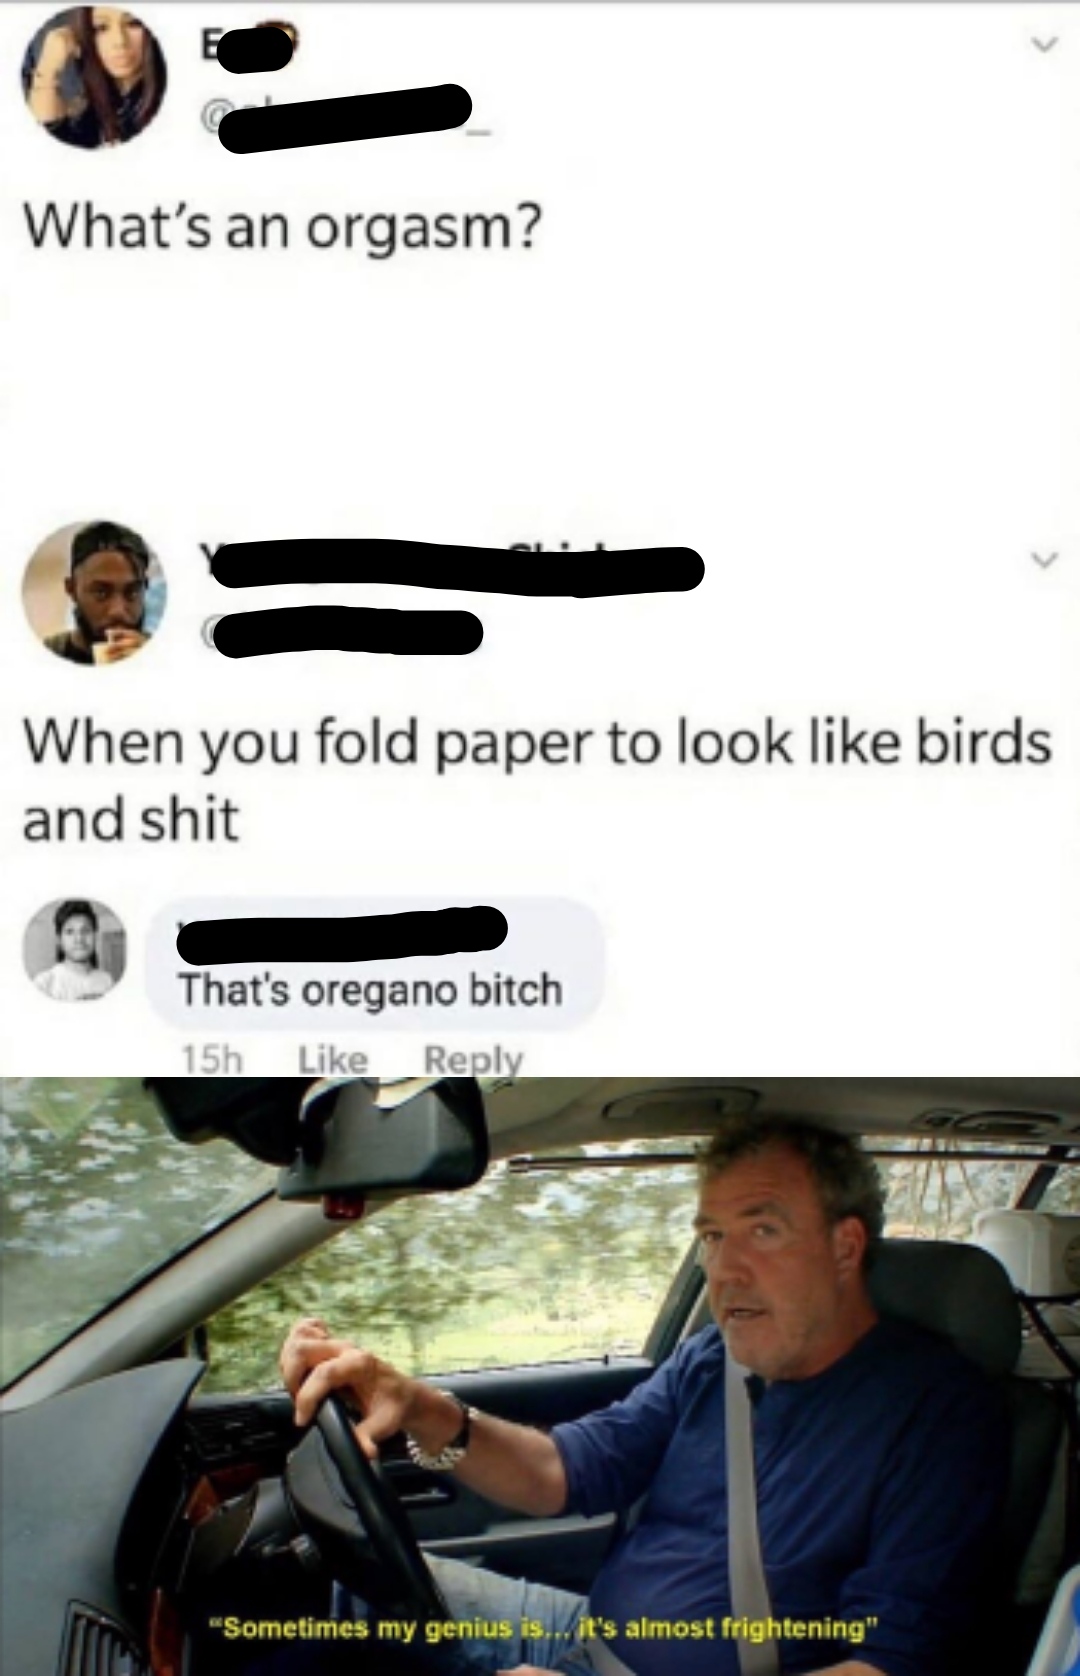 What's an orgasm?
When you fold paper to look like birds
and shit
That's oregano bitch
15h Like Reply
"Sometimes my genius is... it's almost frightening"